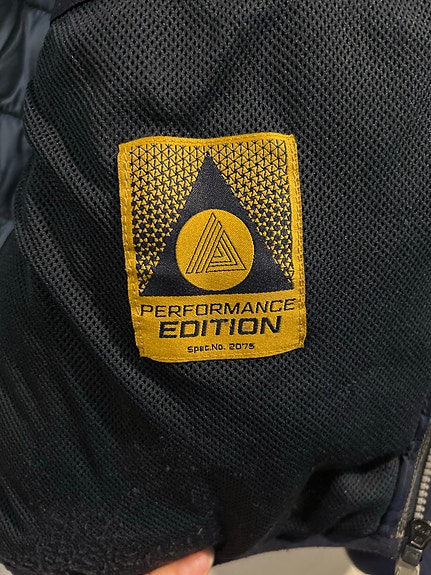 PERFORMANCE
EDITION
Spec.No. 2075